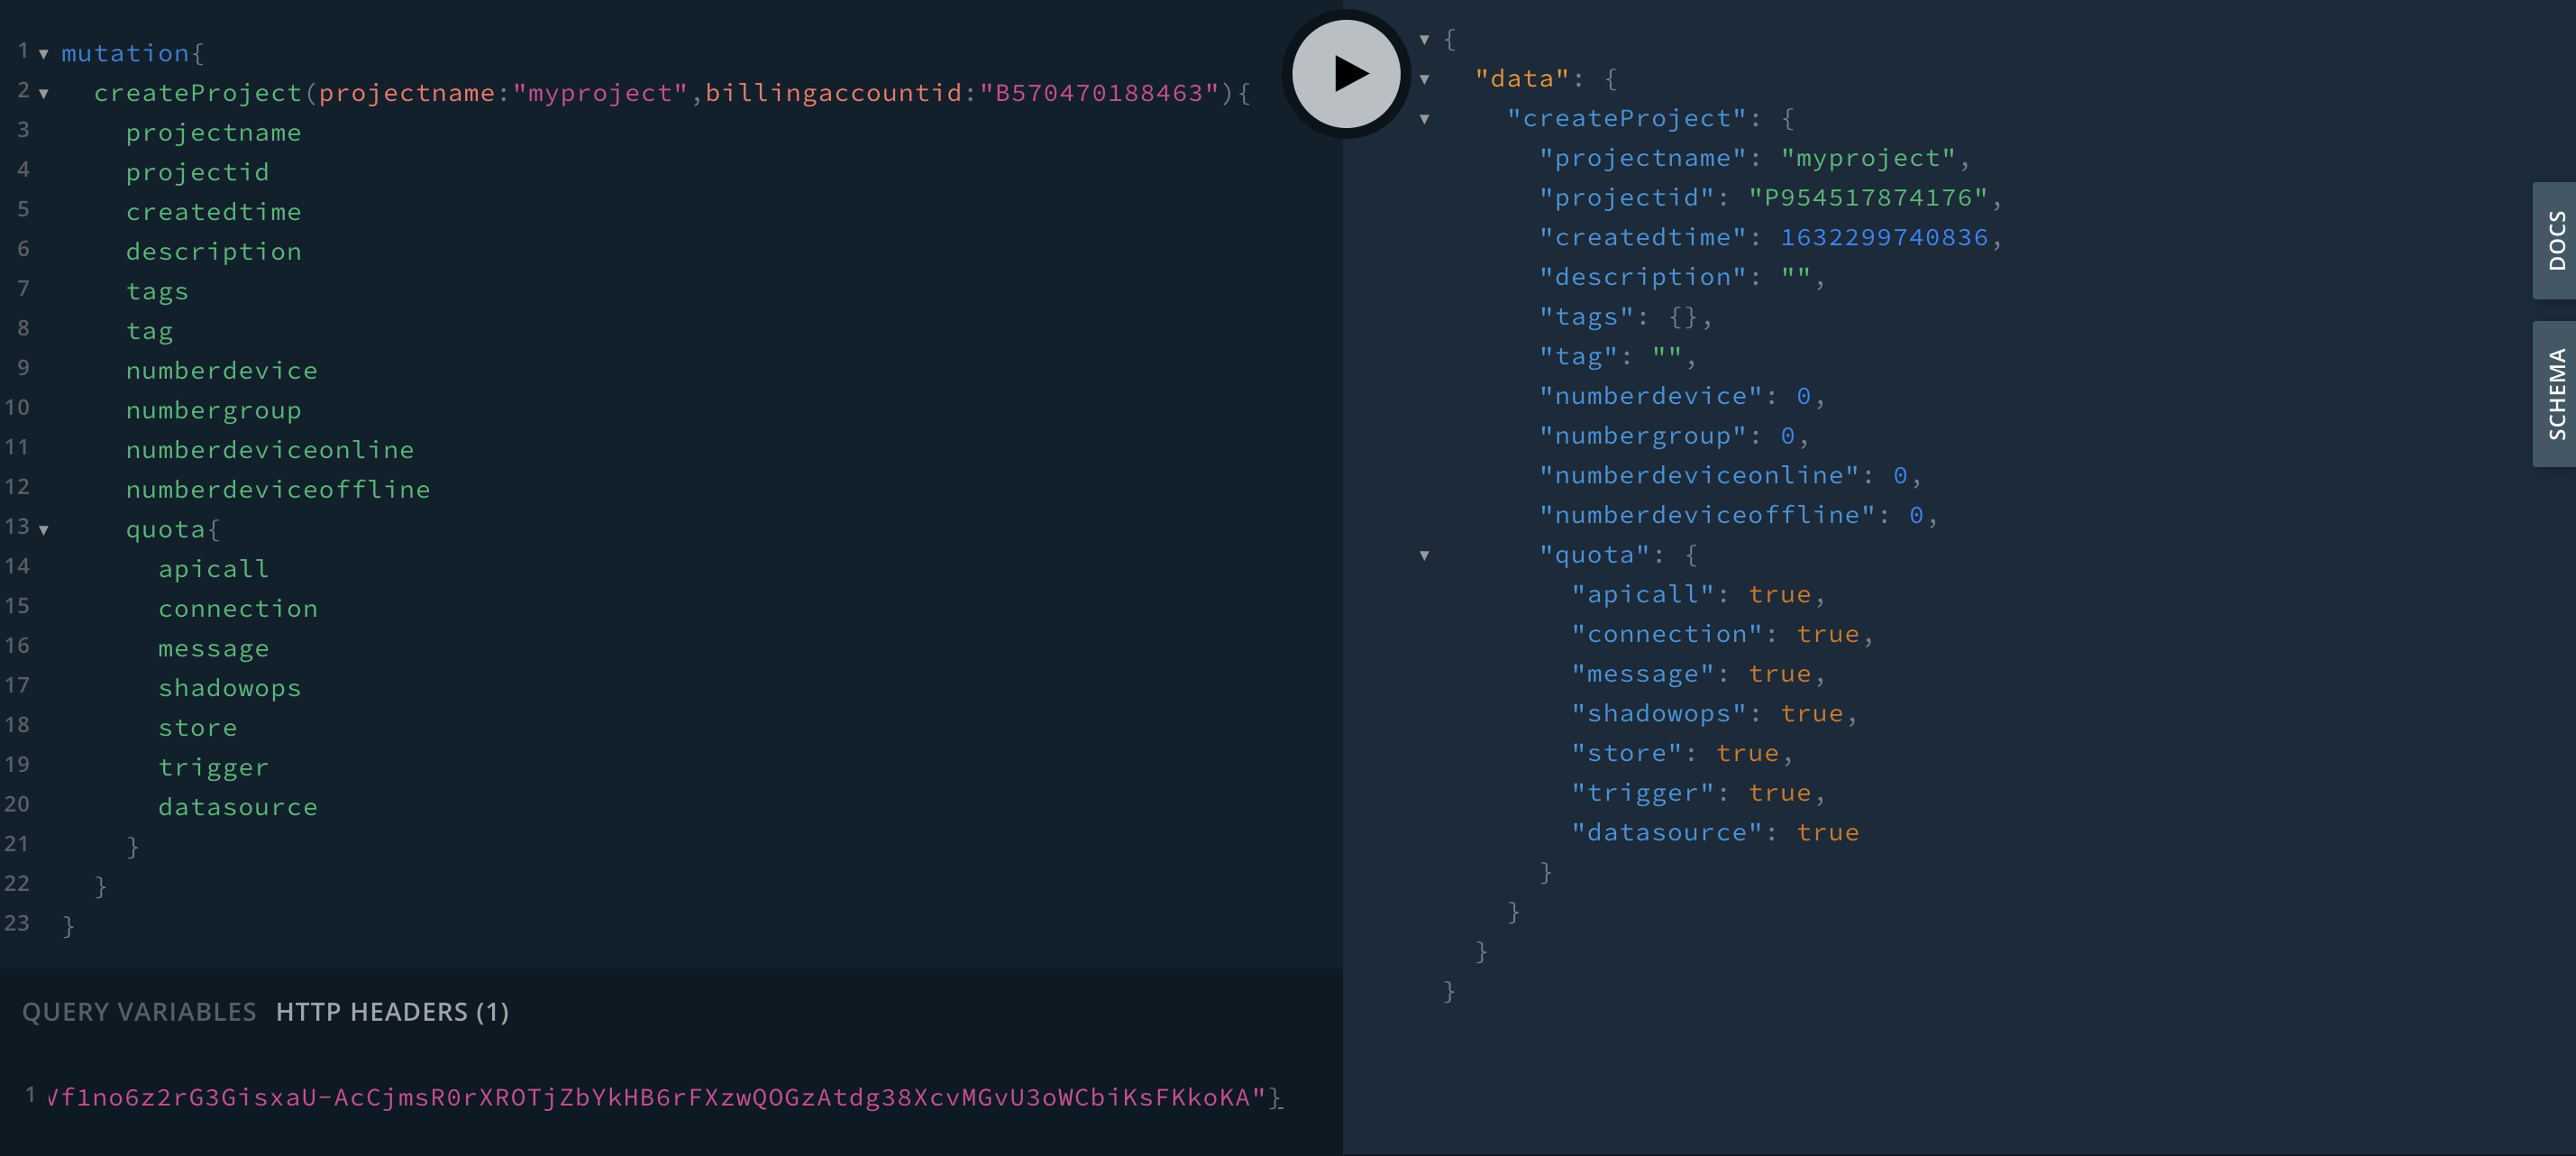 1 mutation{
2 createProject(projectname:"myproject",billingaccountid:"B570470188463"){
3 projectname
4 projectid
5 createdtime
6 description
7 tags
8 tag
9 numberdevice
10 numbergroup
11 numberdeviceonline
12 numberdeviceoffline
13 quota{
14 apicall
15 connection
16 message
17 shadowops
18 store
19 trigger
20 datasource
21 }
22 }
23 }
QUERY VARIABLES HTTP HEADERS (1)
1 Vf1no6z2rG3GisxaU-AcCjmsR0rXROTjZbYkHB6rFXzwQOGzAtdg38XcvMGvU3oWCbiKsFKkoKA"}
{
"data": {
"createProject": {
"projectname": "myproject",
"projectid": "P954517874176",
"createdtime": 1632299740836,
"description": "",
"tags": {},
"tag": "",
"numberdevice": 0,
"numbergroup": 0,
"numberdeviceonline": 0,
"numberdeviceoffline": 0,
"quota": {
"apicall": true,
"connection": true,
"message": true,
"shadowops": true,
"store": true,
"trigger": true,
"datasource": true
}
}
}
}
DOCS
SCHEMA